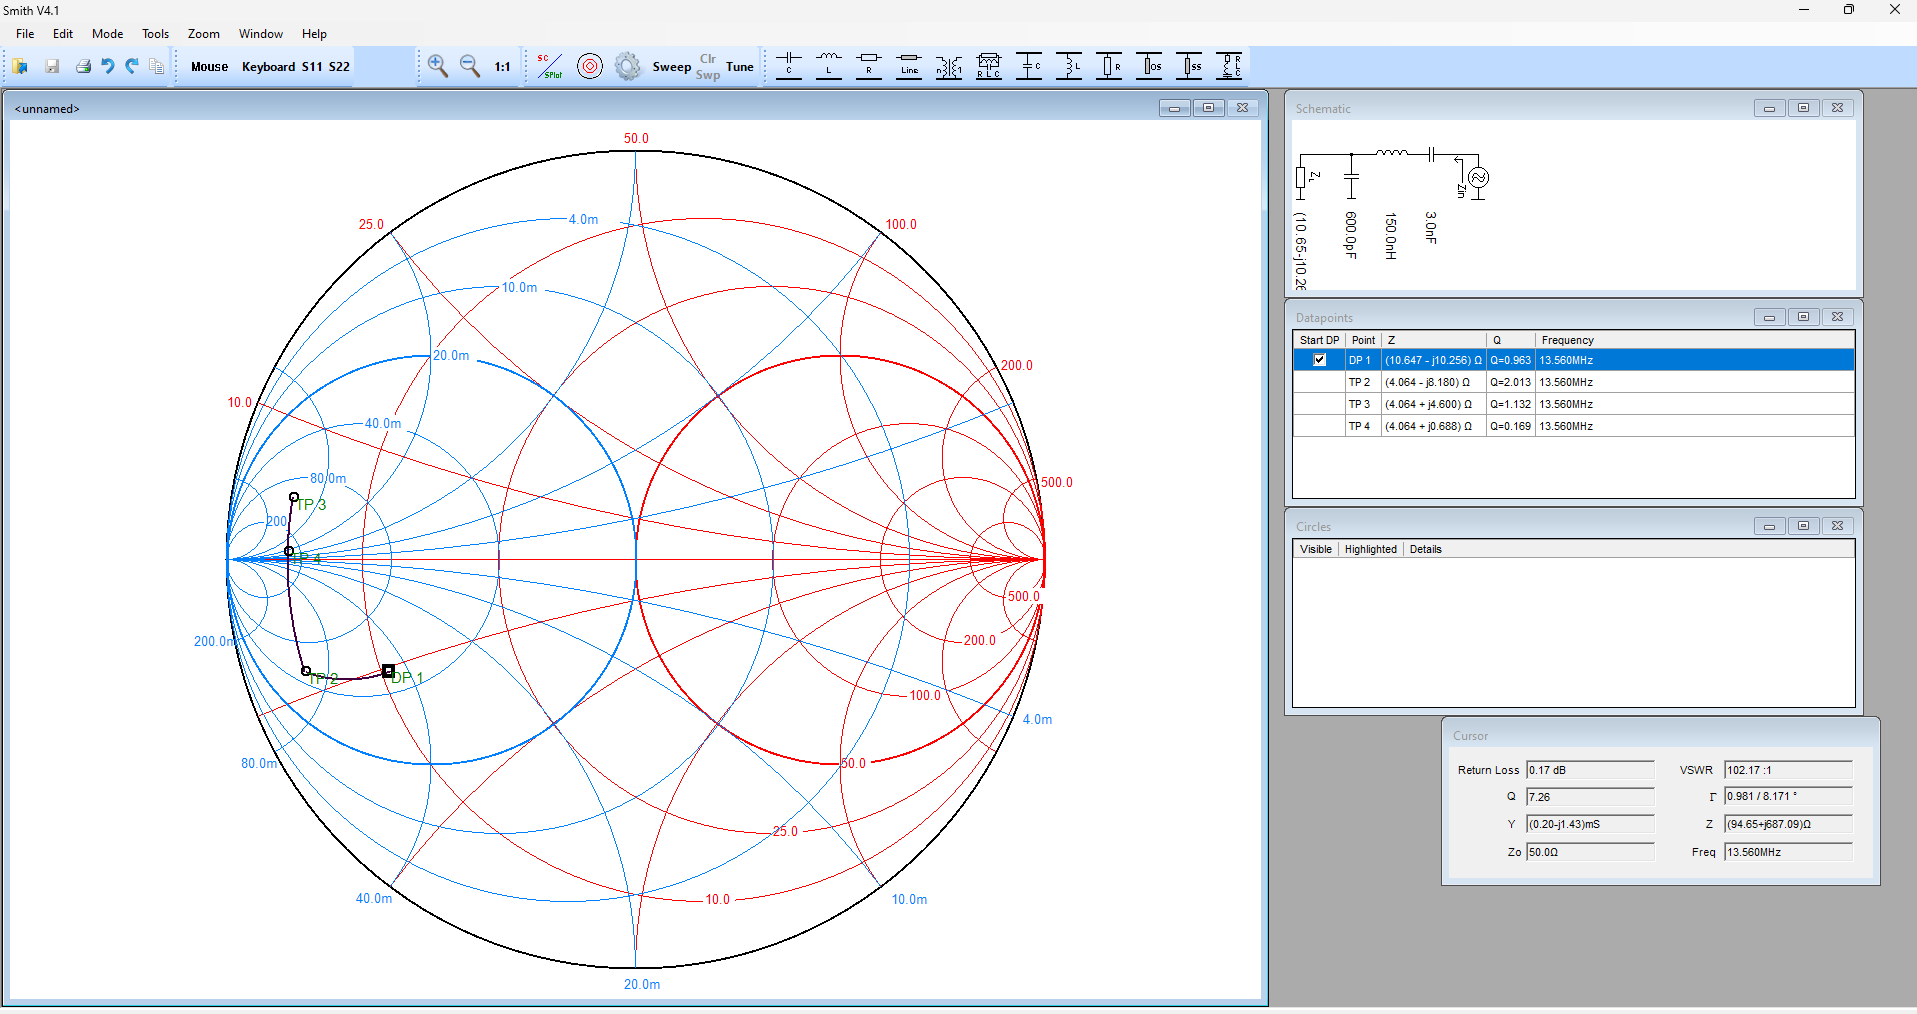 Smith V4.1
File Edit Mode Tools Zoom Window Help
Mouse Keyboard S11 S22 1:1 SC SPlot Sweep Clr Swp Tune C L R Line n 1 R L C C L R OS SS R L C
<unnamed>
50.0
25.0
100.0
4.0m
10.0m
20.0m
200.0
10.0
40.0m
80.0m
500.0
TP 3
200
TP 4
500.0
200.0m
200.0
TP 2
DP 1
100.0
4.0m
80.0m
50.0
25.0
40.0m
10.0
10.0m
20.0m
Schematic
ZL
Zin
(10.65-j10.26
600.0pF
150.0nH
3.0nF
Datapoints
Start DP Point Z Q Frequency
DP 1 (10.647 - j10.256) Ω Q=0.963 13.560MHz
TP 2 (4.064 - j8.180) Ω Q=2.013 13.560MHz
TP 3 (4.064 + j4.600) Ω Q=1.132 13.560MHz
TP 4 (4.064 + j0.688) Ω Q=0.169 13.560MHz
Circles
Visible Highlighted Details
Cursor
Return Loss 0.17 dB VSWR 102.17 :1
Q 7.26 Γ 0.981 / 8.171 °
Y (0.20-j1.43)mS Z (94.65+j687.09)Ω
Zo 50.0Ω Freq 13.560MHz